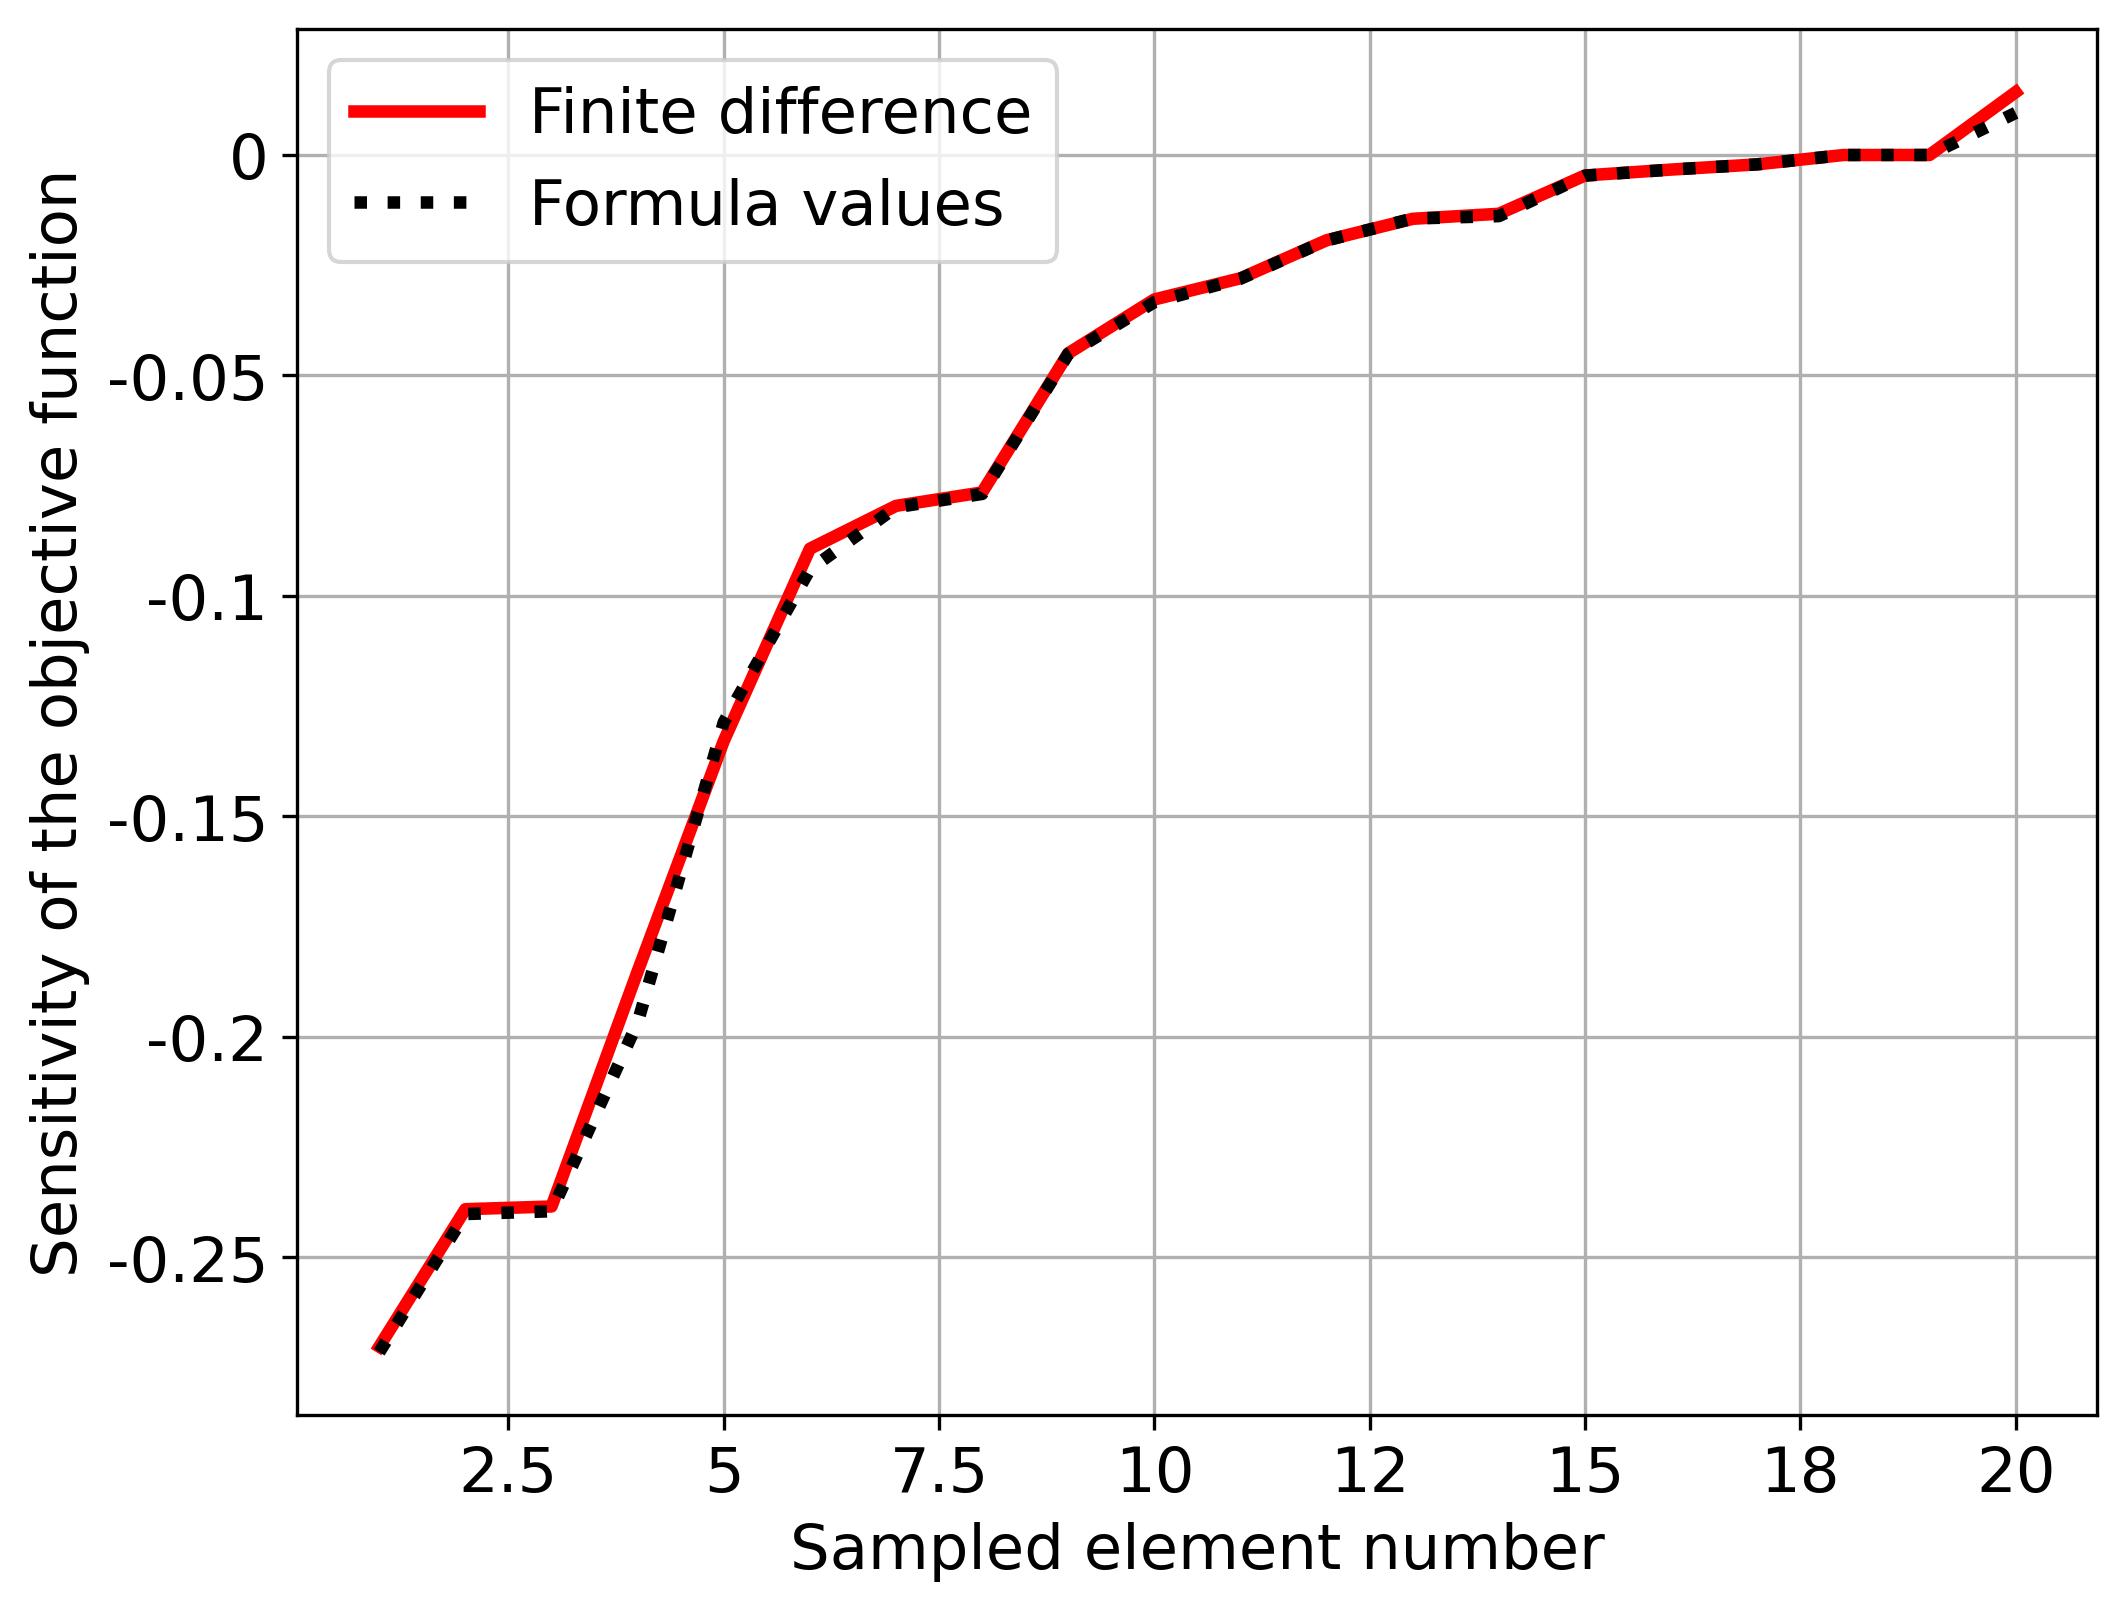 Finite difference
Formula values
0
-0.05
-0.1
-0.15
-0.2
-0.25
Sensitivity of the objective function
2.5 5 7.5 10 12 15 18 20
Sampled element number